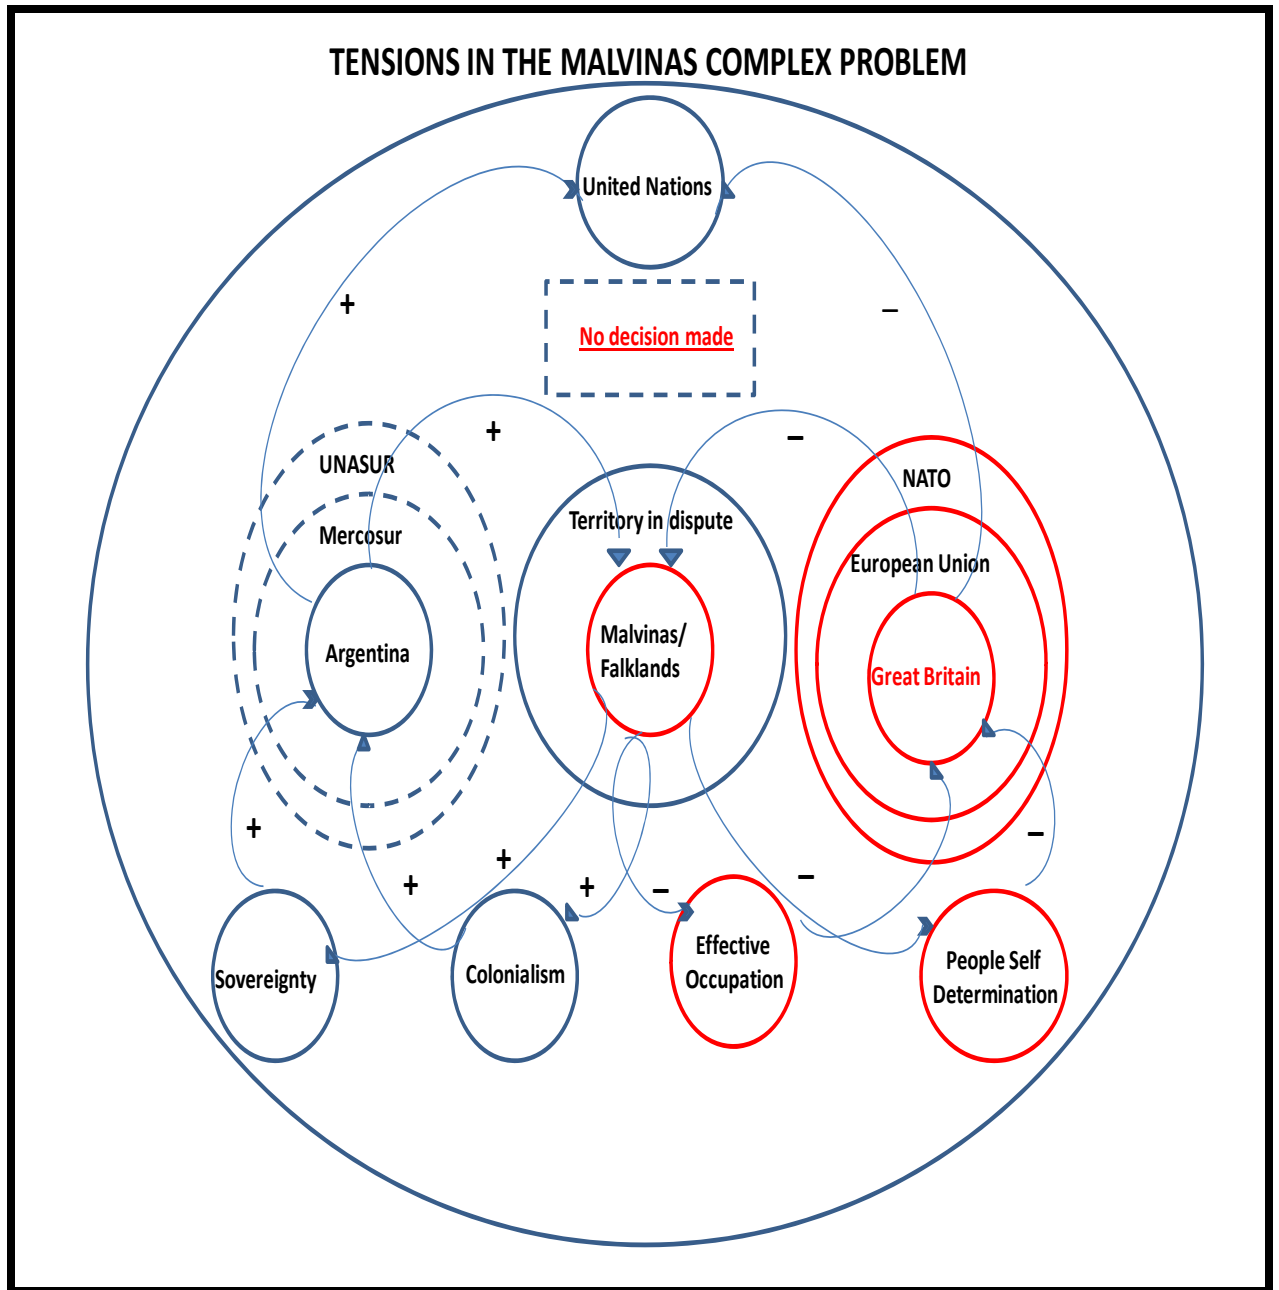 TENSIONS IN THE MALVINAS COMPLEX PROBLEM
United Nations
+
–
No decision made
+
–
UNASUR
NATO
Mercosur
Territory in dispute
European Union
Argentina
Malvinas/
Falklands
Great Britain
+
+
+
+
–
–
–
Sovereignty
Colonialism
Effective
Occupation
People Self
Determination